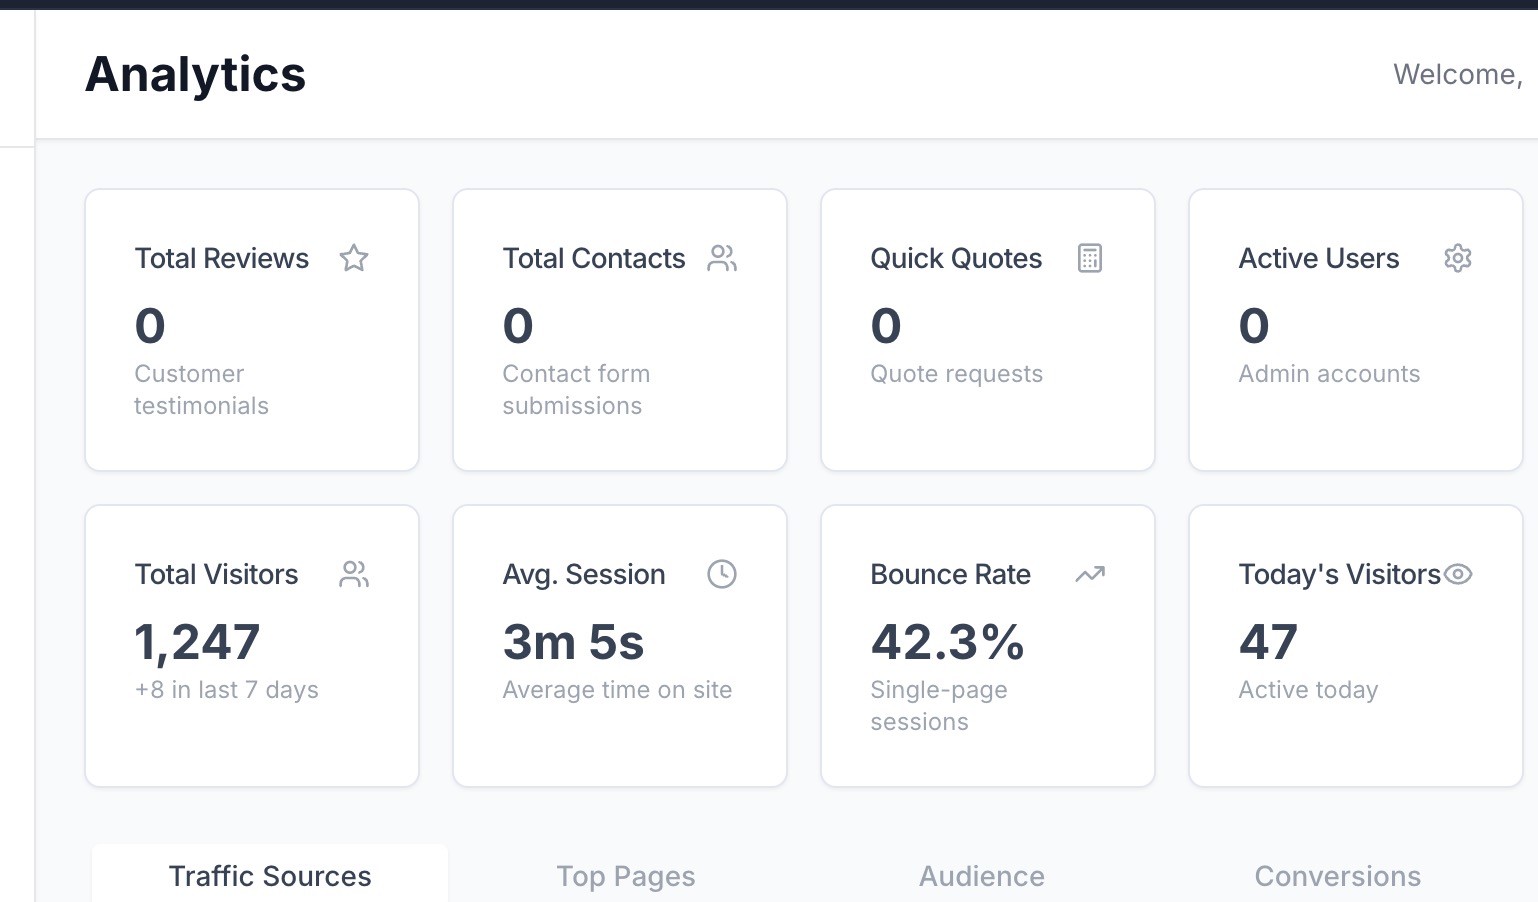 Analytics
Welcome,
Total Reviews
0
Customer
testimonials
Total Contacts
0
Contact form
submissions
Quick Quotes
0
Quote requests
Active Users
0
Admin accounts
Total Visitors
1,247
+8 in last 7 days
Avg. Session
3m 5s
Average time on site
Bounce Rate
42.3%
Single-page
sessions
Today's Visitors
47
Active today
Traffic Sources
Top Pages
Audience
Conversions